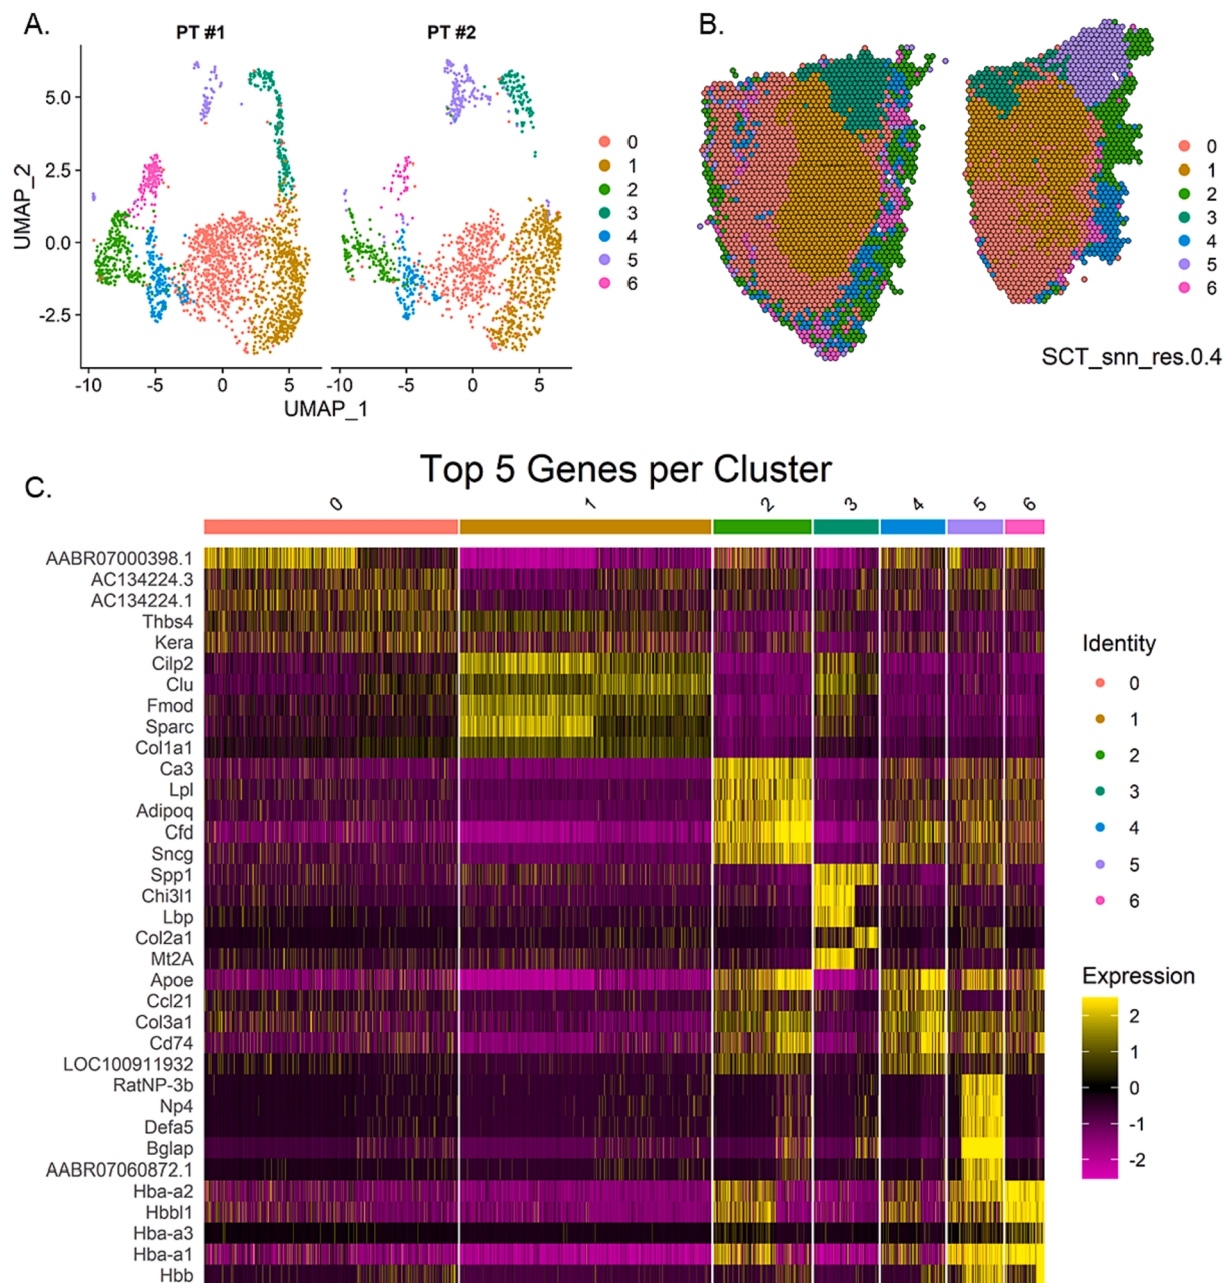 A.
PT #1
PT #2
UMAP_2
5.0
2.5
0.0
-2.5
-10
-5
0
5
-10
-5
0
5
UMAP_1
0
1
2
3
4
5
6
B.
0
1
2
3
4
5
6
SCT_snn_res.0.4
C.
Top 5 Genes per Cluster
0
1
2
3
4
5
6
AABR07000398.1
AC134224.3
AC134224.1
Thbs4
Kera
Cilp2
Clu
Fmod
Sparc
Col1a1
Ca3
Lpl
Adipoq
Cfd
Sncg
Spp1
Chi3l1
Lbp
Col2a1
Mt2A
Apoe
Ccl21
Col3a1
Cd74
LOC100911932
RatNP-3b
Np4
Defa5
Bglap
AABR07060872.1
Hba-a2
Hbbl1
Hba-a3
Hba-a1
Hbb
Identity
0
1
2
3
4
5
6
Expression
2
1
0
-1
-2